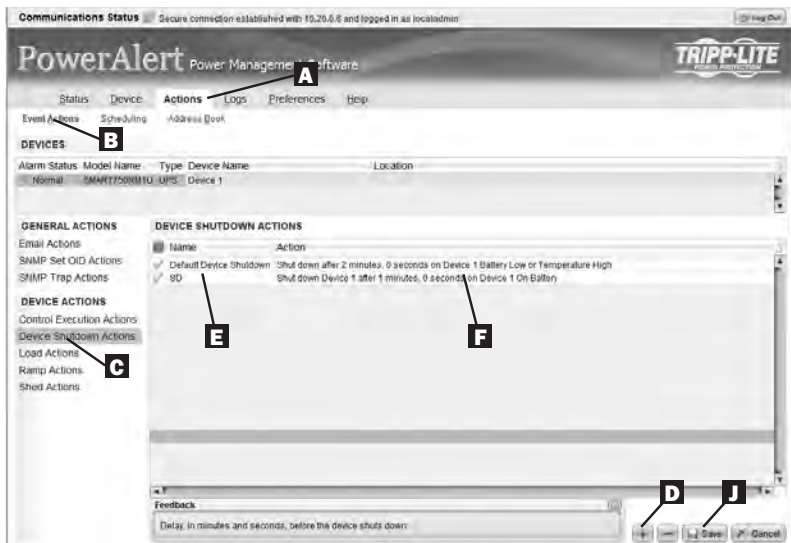 Communications Status Secure connection established with 10.20.0.6 and logged in as localadmin Log Out
PowerAlert Power Management Software
TRIPP·LITE
POWER PROTECTION
A
Status Device Actions Logs Preferences Help
Event Actions Scheduling Address Book
B
DEVICES
Alarm Status Model Name Type Device Name Location
Normal SMART750RM1U UPS Device 1
GENERAL ACTIONS
Email Actions
SNMP Set OID Actions
SNMP Trap Actions
DEVICE ACTIONS
Control Execution Actions
Device Shutdown Actions
Load Actions
C
Ramp Actions
Shed Actions
DEVICE SHUTDOWN ACTIONS
Name Action
Default Device Shutdown Shut down after 2 minutes, 0 seconds on Device 1 Battery Low or Temperature High
SD Shut down Device 1 after 1 minutes, 0 seconds on Device 1 On Battery
E F
D J
Feedback
Delay, in minutes and seconds, before the device shuts down
+ − Save Cancel